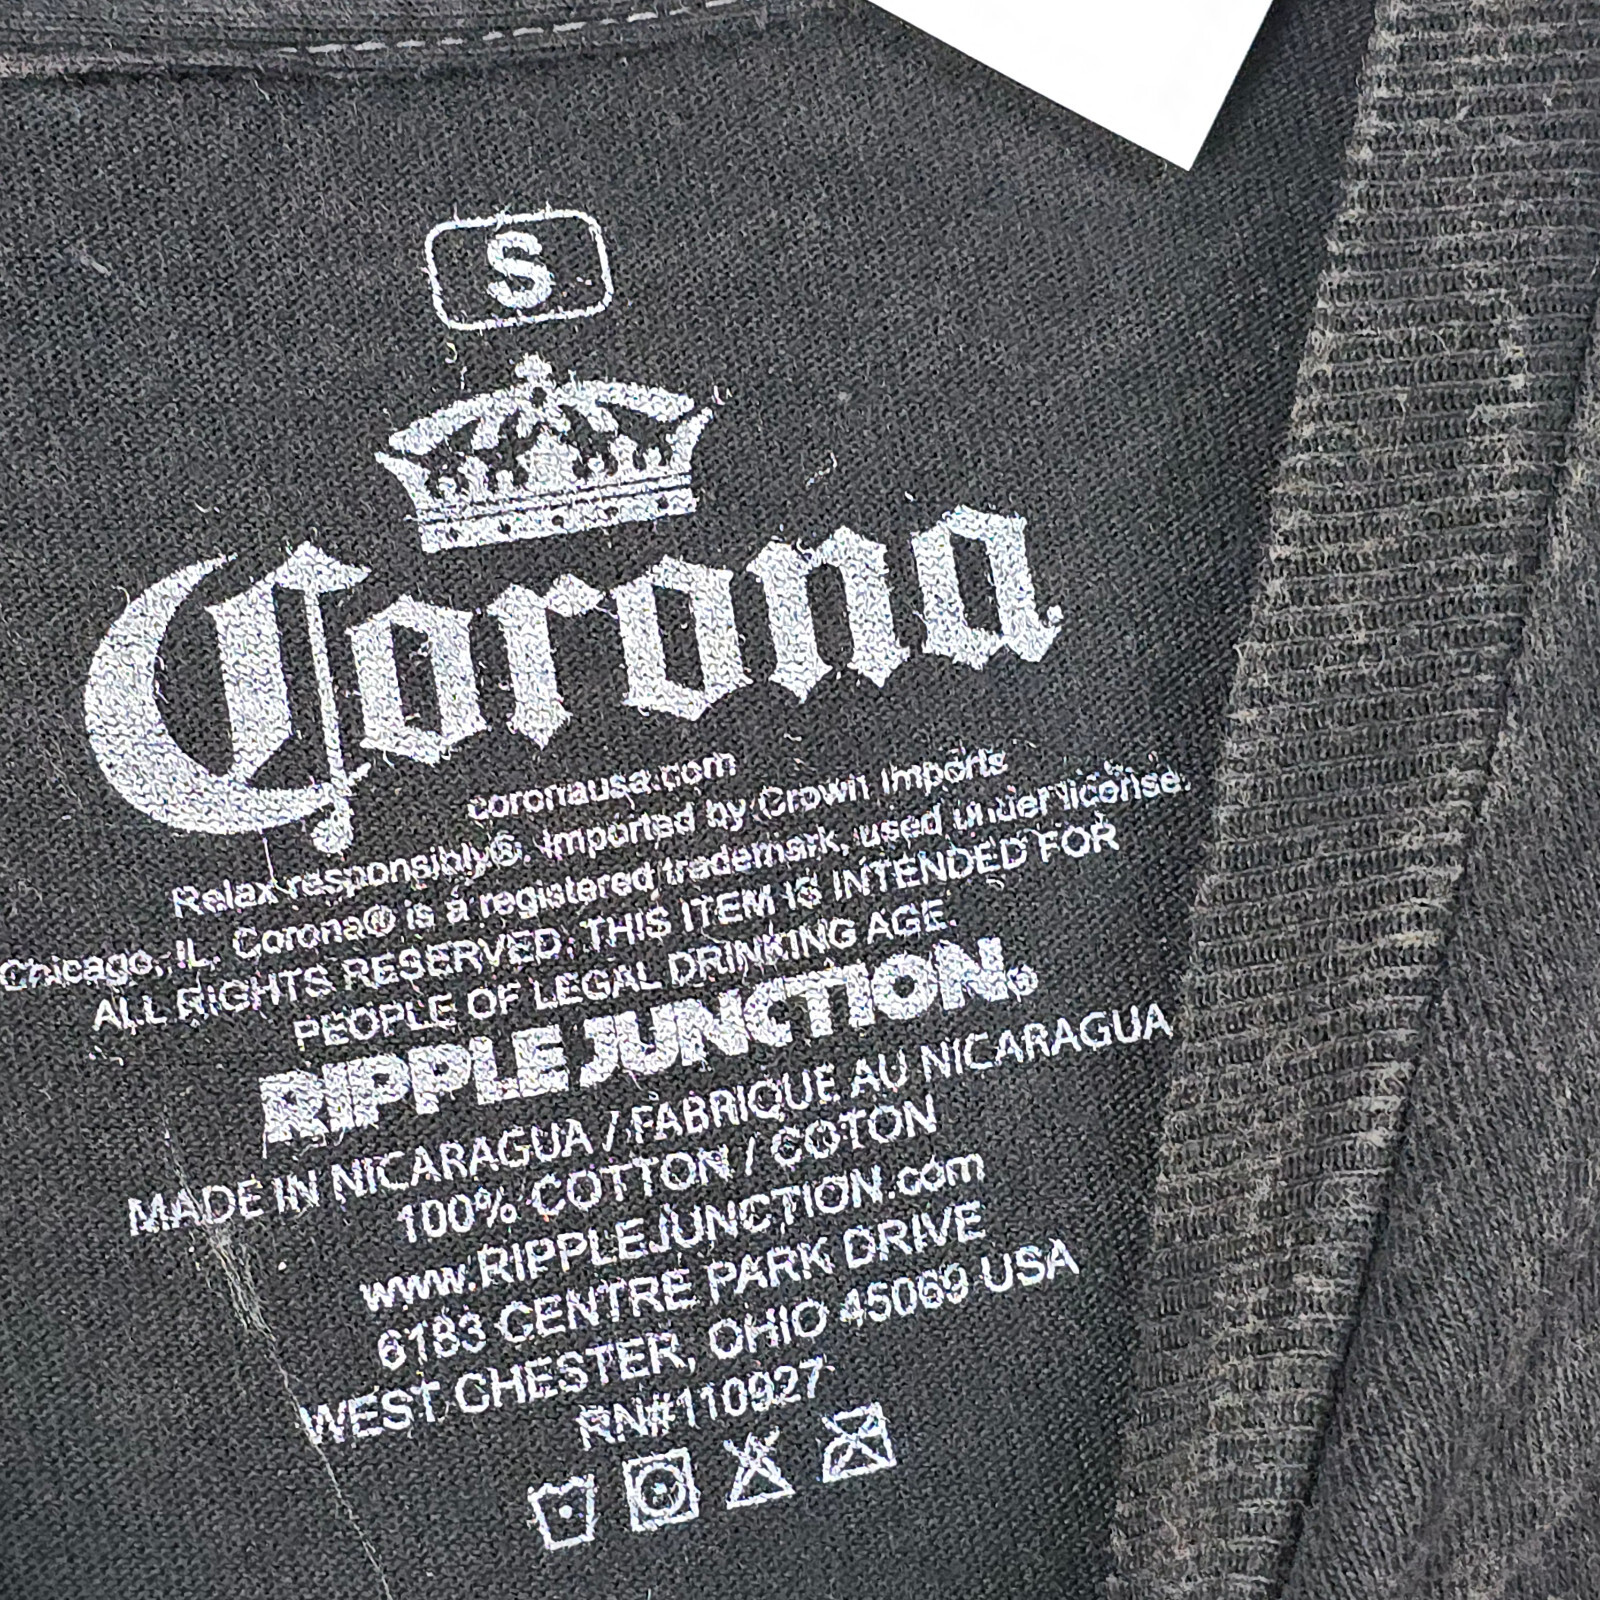 S
Corona
coronausa.com
Relax responsibly®. Imported by Crown Imports
Chicago, IL. Corona® is a registered trademark, used under license.
ALL RIGHTS RESERVED. THIS ITEM IS INTENDED FOR
PEOPLE OF LEGAL DRINKING AGE.
RIPPLE JUNCTION®
MADE IN NICARAGUA / FABRIQUE AU NICARAGUA
100% COTTON / COTON
www.RIPPLEJUNCTION.com
6183 CENTRE PARK DRIVE
WEST CHESTER, OHIO 45069 USA
RN#110927